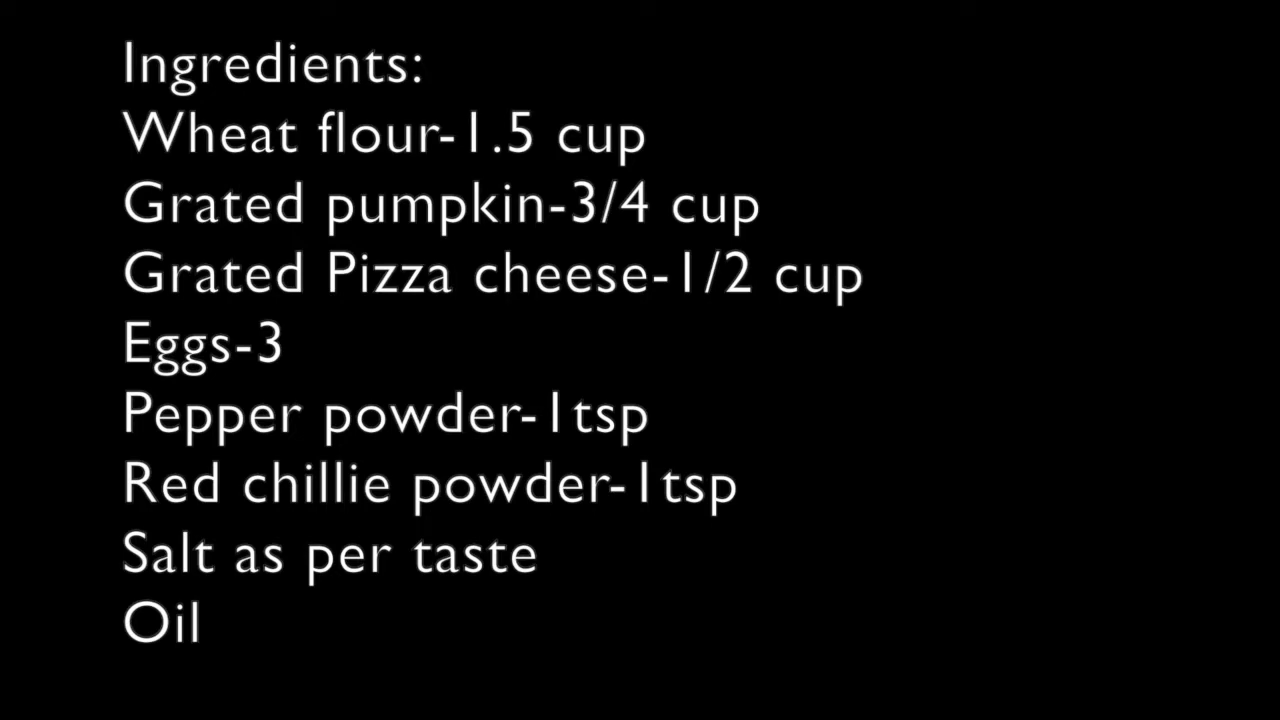 Ingredients:
Wheat flour-1.5 cup
Grated pumpkin-3/4 cup
Grated Pizza cheese-1/2 cup
Eggs-3
Pepper powder-1tsp
Red chillie powder-1tsp
Salt as per taste
Oil